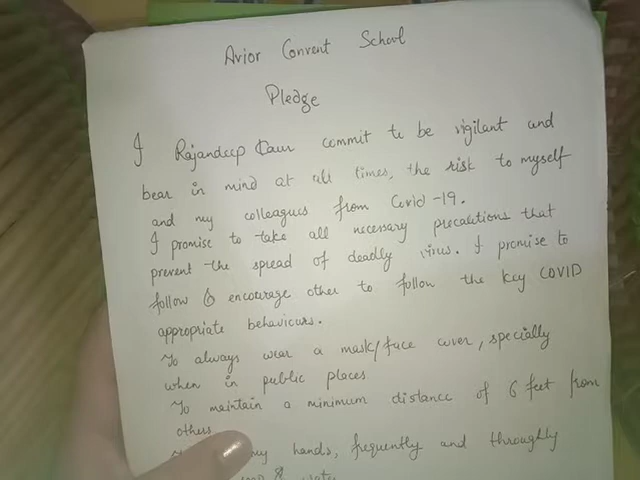 Avior Convent School
Pledge
I Rajandeep Kaur commit to be vigilant and
bear in mind at all times, the risk to myself
and my colleagues from Covid-19.
I promise to take all necessary precautions that
prevent the spread of deadly virus. I promise to
follow & encourage other to follow the key COVID
appropriate behaviours.
To always wear a mask/face cover, specially
when in public places
To maintain a minimum distance of 6 feet from
others
my hands, frequently and throughly